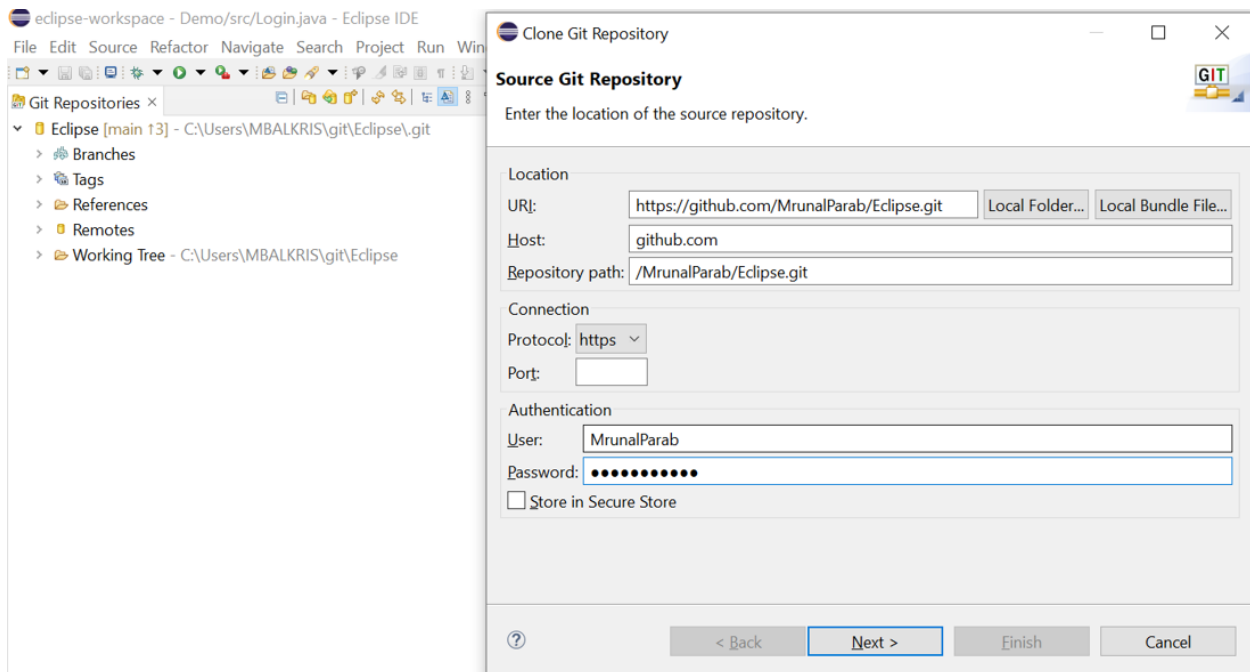 eclipse-workspace - Demo/src/Login.java - Eclipse IDE
File Edit Source Refactor Navigate Search Project Run
Git Repositories
Eclipse [main ↑3] - C:\Users\MBALKRIS\git\Eclipse\.git
Branches
Tags
References
Remotes
Working Tree - C:\Users\MBALKRIS\git\Eclipse
Clone Git Repository
Source Git Repository
GIT
Enter the location of the source repository.
Location
URI: https://github.com/MrunalParab/Eclipse.git Local Folder... Local Bundle File...
Host: github.com
Repository path: /MrunalParab/Eclipse.git
Connection
Protocol: https
Port:
Authentication
User: MrunalParab
Password: ●●●●●●●●●●●
Store in Secure Store
< Back Next > Finish Cancel